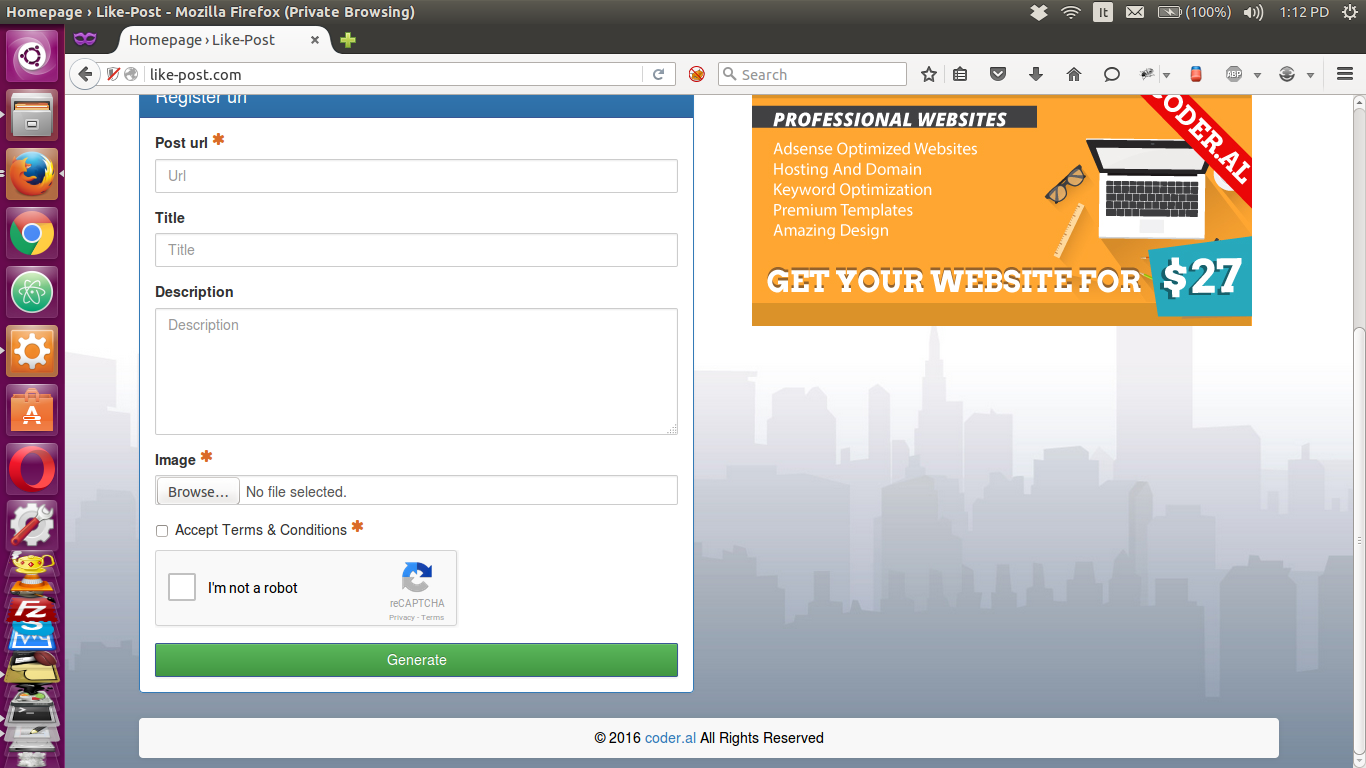 Homepage › Like-Post - Mozilla Firefox (Private Browsing)
It
(100%)
1:12 PD
Homepage › Like-Post
like-post.com
Search
ABP
Register url
Post url *
Url
Title
Title
Description
Description
Image *
Browse... No file selected.
Accept Terms & Conditions *
I'm not a robot
reCAPTCHA
Privacy - Terms
Generate
PROFESSIONAL WEBSITES
CODER.AL
Adsense Optimized Websites
Hosting And Domain
Keyword Optimization
Premium Templates
Amazing Design
GET YOUR WEBSITE FOR
$27
© 2016 coder.al All Rights Reserved